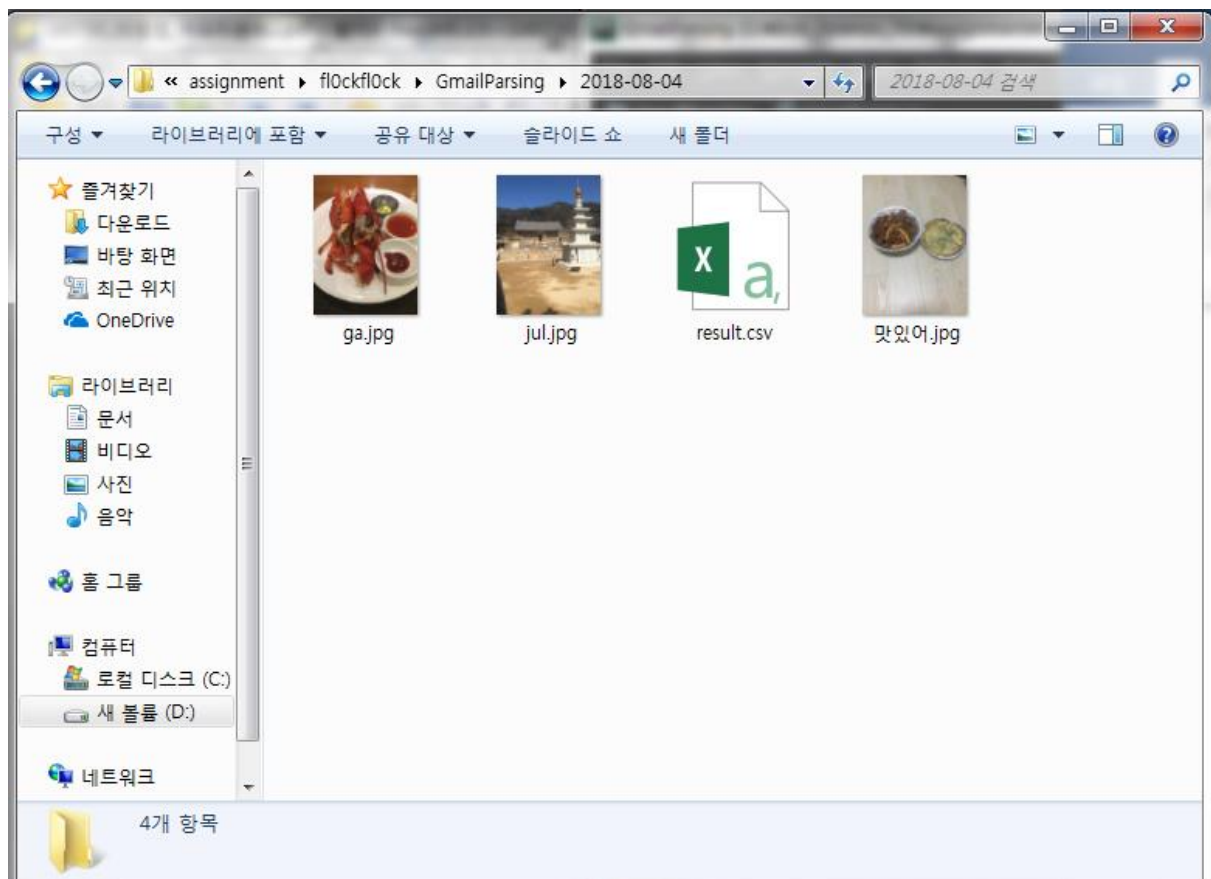 « assignment ▸ fl0ckfl0ck ▸ GmailParsing ▸ 2018-08-04
2018-08-04 검색
구성 ▼ 라이브러리에 포함 ▼ 공유 대상 ▼ 슬라이드 쇼 새 폴더
즐겨찾기
다운로드
바탕 화면
최근 위치
OneDrive
라이브러리
문서
비디오
사진
음악
홈 그룹
컴퓨터
로컬 디스크 (C:)
새 볼륨 (D:)
네트워크
X a,
ga.jpg
jul.jpg
result.csv
맛있어.jpg
4개 항목